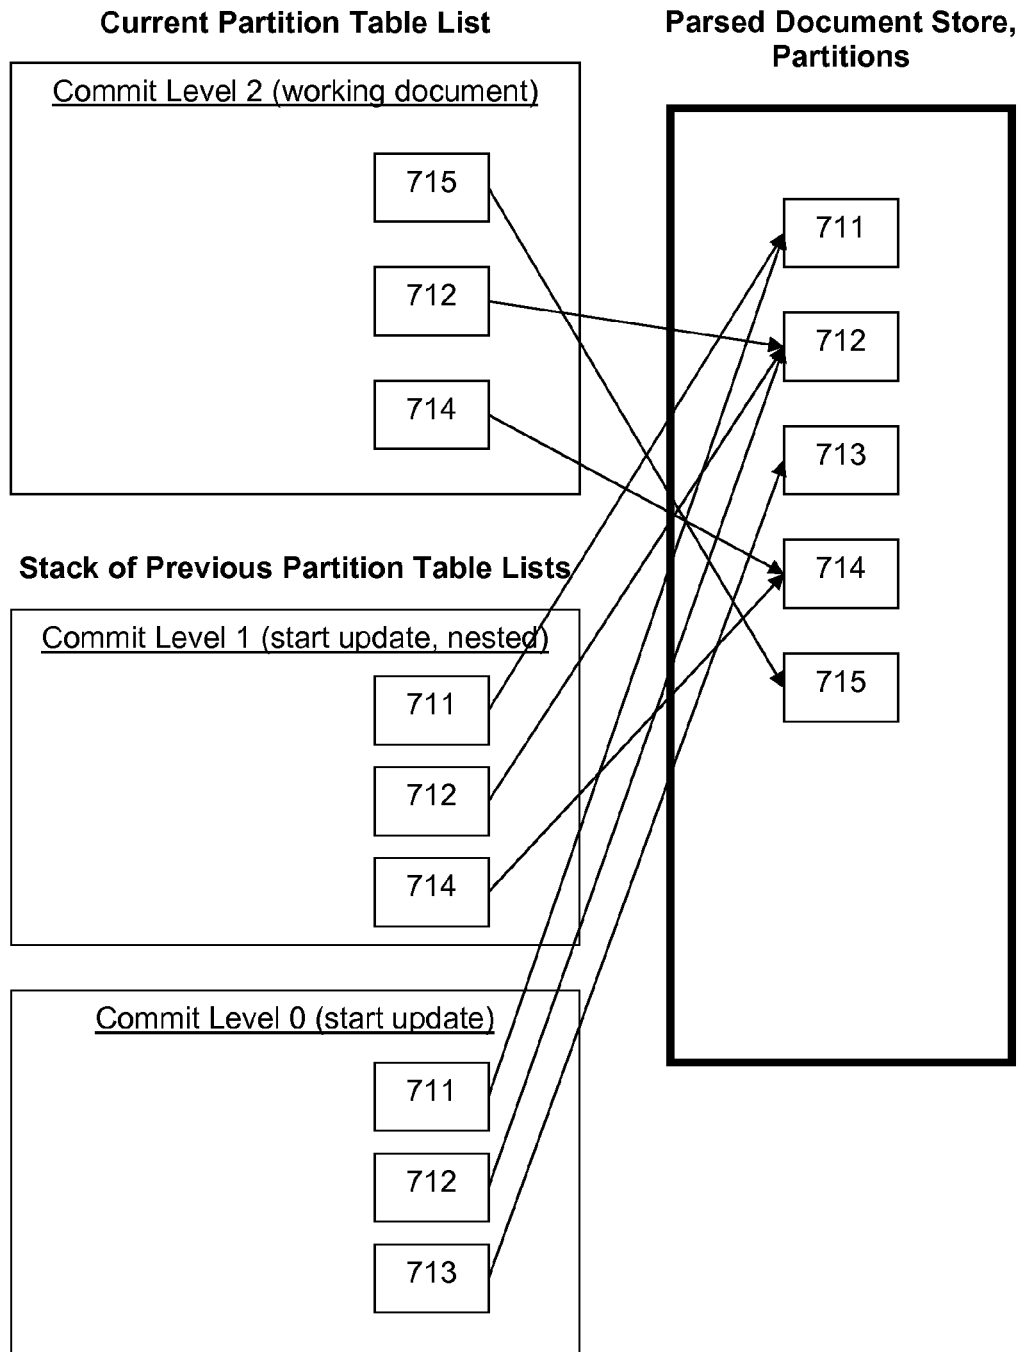 Current Partition Table List
Commit Level 2 (working document)
715
712
714
Stack of Previous Partition Table Lists
Commit Level 1 (start update, nested)
711
712
714
Commit Level 0 (start update)
711
712
713
Parsed Document Store,
Partitions
711
712
713
714
715